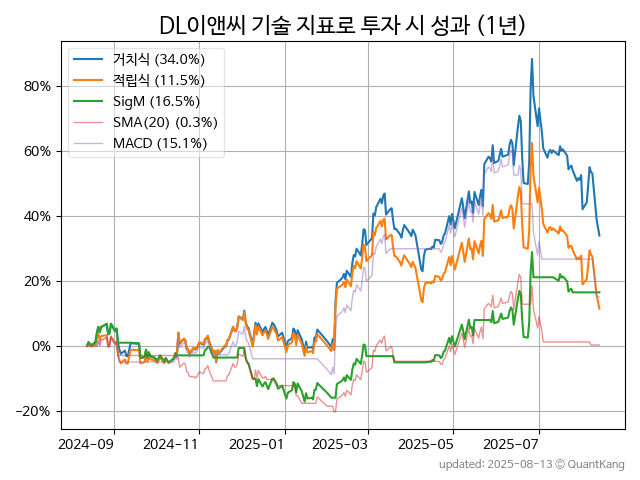 DL이앤씨 기술 지표로 투자 시 성과 (1년)
거치식 (34.0%)
적립식 (11.5%)
SigM (16.5%)
SMA(20) (0.3%)
MACD (15.1%)
80%
60%
40%
20%
0%
−20%
2024-09 2024-11 2025-01 2025-03 2025-05 2025-07
updated: 2025-08-13 © QuantKang